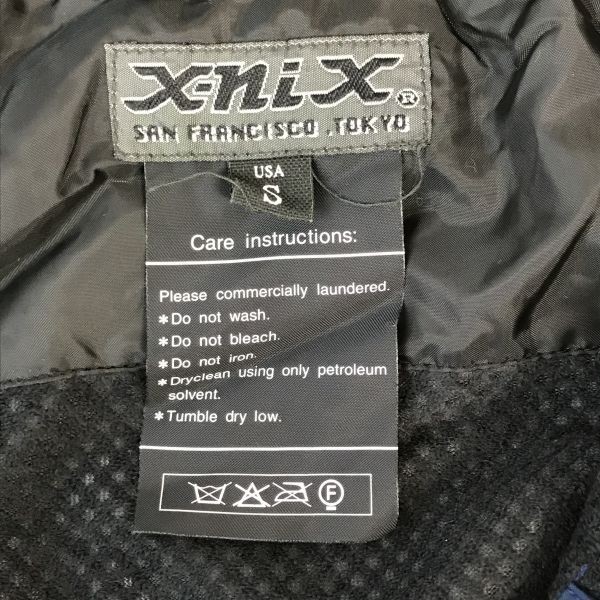 X-niX®
SAN FRANCISCO . TOKYO
USA
S
Care instructions:
Please commercially laundered.
*Do not wash.
*Do not bleach.
*Do not iron.
*Dryclean using only petroleum
solvent.
*Tumble dry low.
F